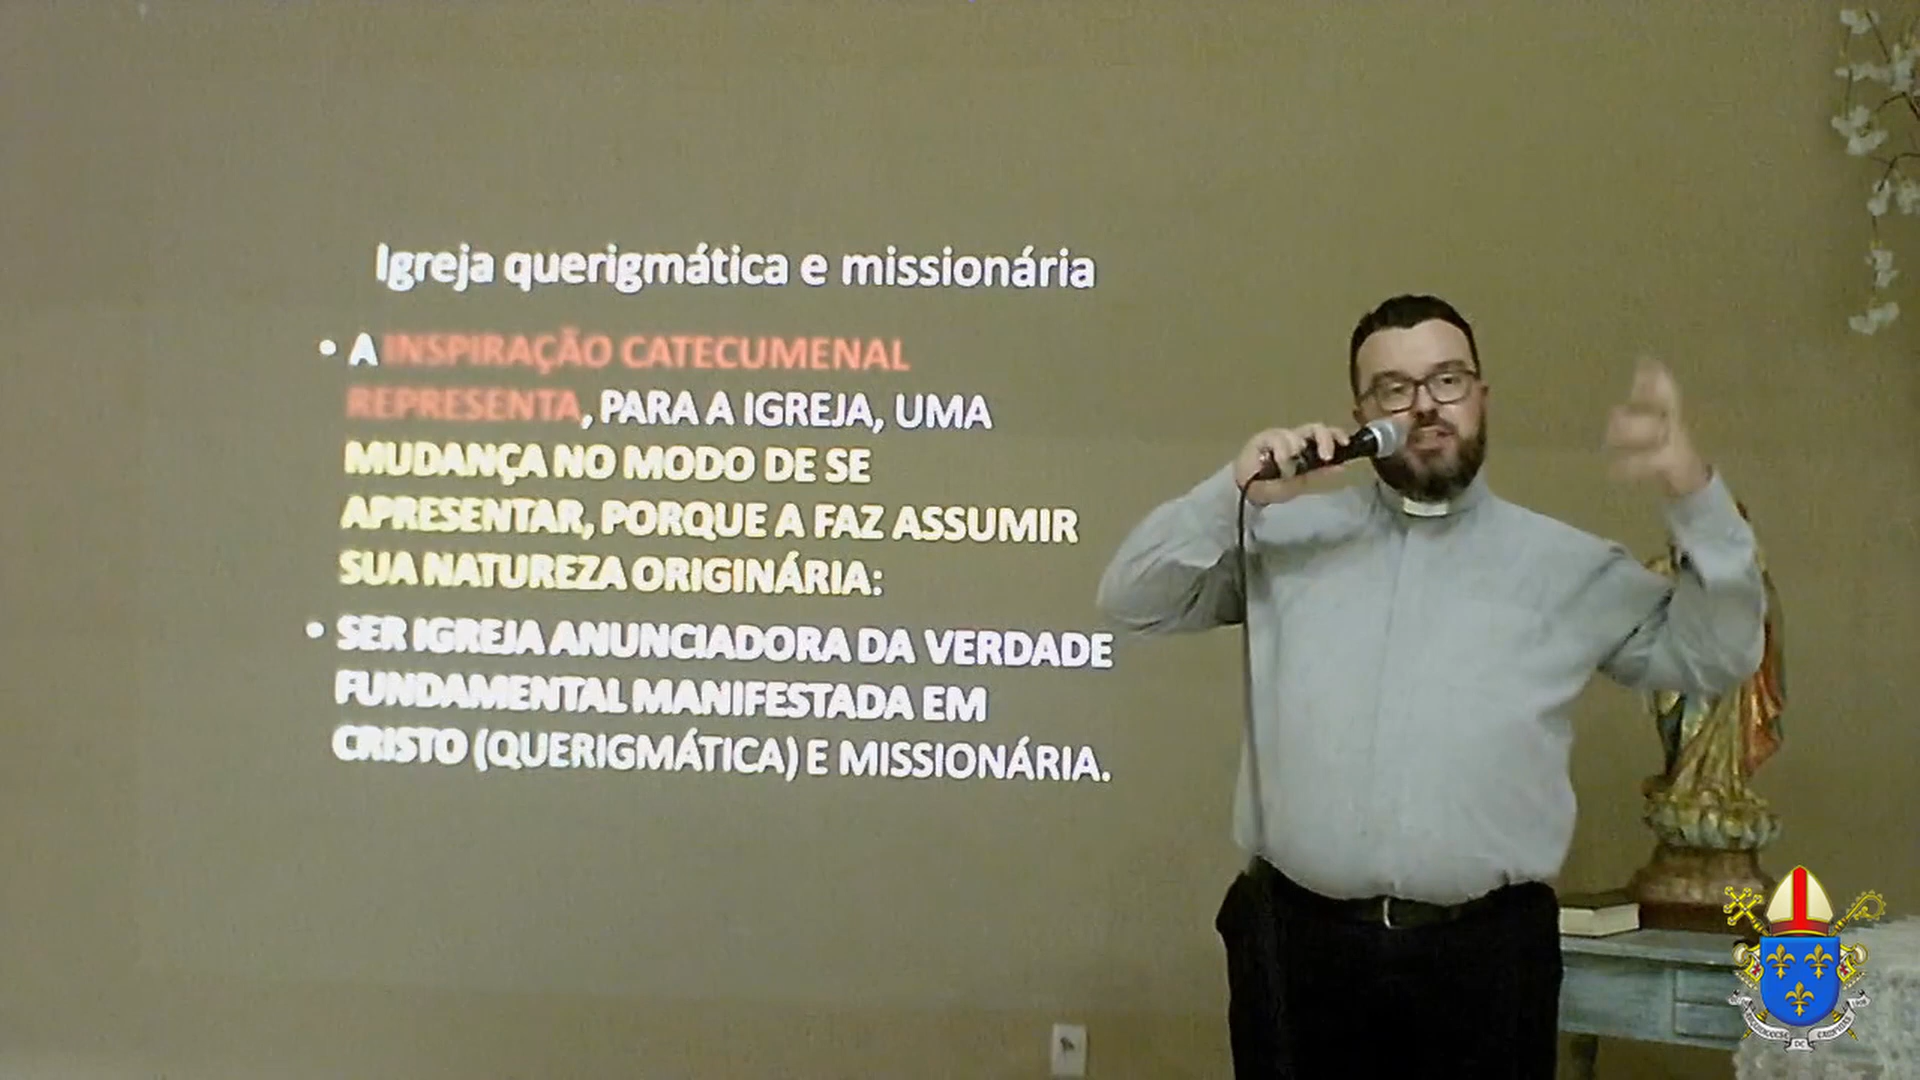 Igreja querigmática e missionária
• A INSPIRAÇÃO CATECUMENAL
REPRESENTA, PARA A IGREJA, UMA
MUDANÇA NO MODO DE SE
APRESENTAR, PORQUE A FAZ ASSUMIR
SUA NATUREZA ORIGINÁRIA:
• SER IGREJA ANUNCIADORA DA VERDADE
FUNDAMENTAL MANIFESTADA EM
CRISTO (QUERIGMÁTICA) E MISSIONÁRIA.